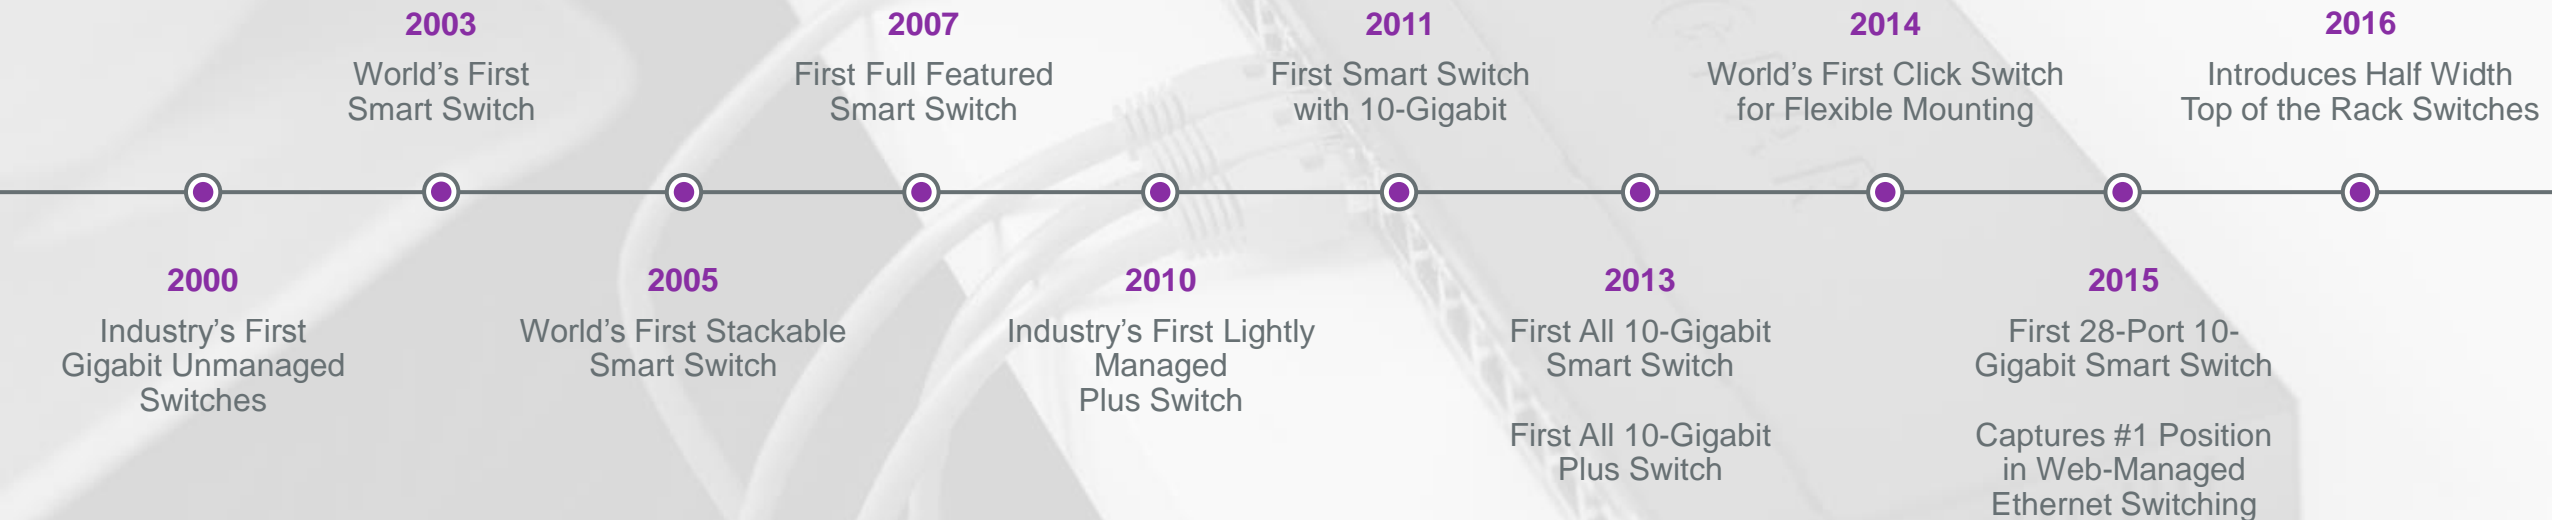 2003
World’s First
Smart Switch
2007
First Full Featured
Smart Switch
2011
First Smart Switch
with 10-Gigabit
2014
World’s First Click Switch
for Flexible Mounting
2016
Introduces Half Width
Top of the Rack Switches
2000
Industry’s First
Gigabit Unmanaged
Switches
2005
World’s First Stackable
Smart Switch
2010
Industry’s First Lightly
Managed
Plus Switch
2013
First All 10-Gigabit
Smart Switch
First All 10-Gigabit
Plus Switch
2015
First 28-Port 10-
Gigabit Smart Switch
Captures #1 Position
in Web-Managed
Ethernet Switching